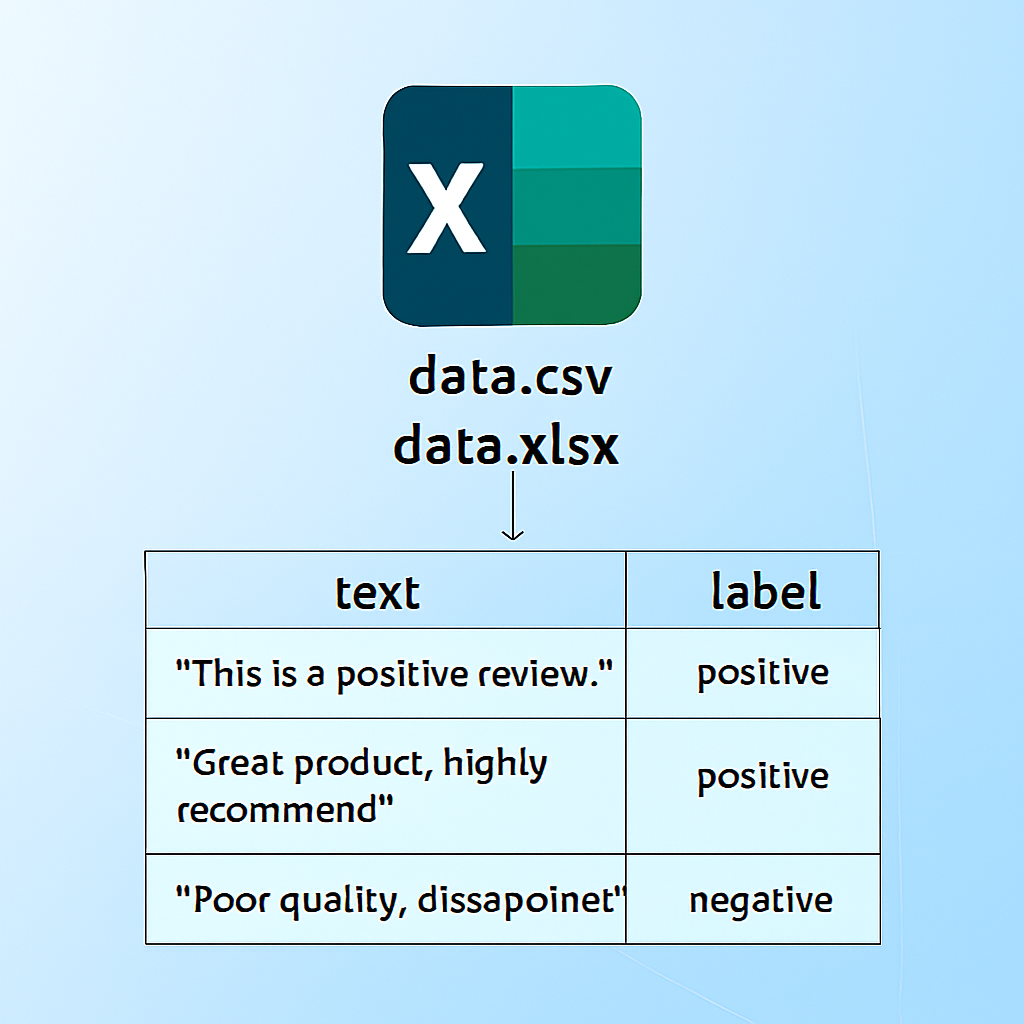 X
data.csv
data.xlsx
text label
"This is a positive review." positive
"Great product, highly
recommend" positive
"Poor quality, dissapoinet" negative